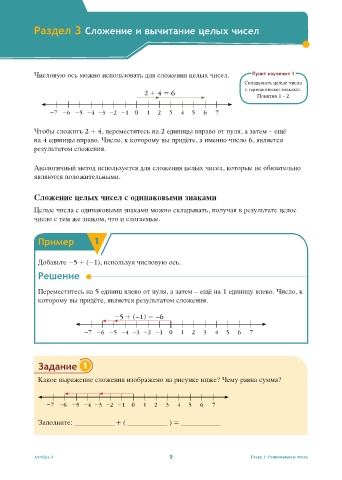 Раздел 3 Сложение и вычитание целых чисел
Числовую ось можно использовать для сложения целых чисел.
Пункт изучения 1
Складывать целые числа
с одинаковыми знаками.
Понятия 1 - 2
2 + 4 = 6
−7 −6 −5 −4 −3 −2 −1 0 1 2 3 4 5 6 7
Чтобы сложить 2 + 4, переместитесь на 2 единицы вправо от нуля, а затем – ещё
на 4 единицы вправо. Число, к которому вы придёте, а именно число 6, является
результатом сложения.
Аналогичный метод используется для сложения целых чисел, которые не обязательно
являются положительными.
Сложение целых чисел с одинаковыми знаками
Целые числа с одинаковыми знаками можно складывать, получая в результате целое
число с тем же знаком, что и слагаемые.
Пример 1
Добавьте −5 + (−1), используя числовую ось.
Решение
Переместитесь на 5 единиц влево от нуля, а затем – ещё на 1 единицу влево. Число, к
которому вы придёте, является результатом сложения.
−5 + (−1) = −6
−7 −6 −5 −4 −3 −2 −1 0 1 2 3 4 5 6 7
Задание 1
Какое выражение сложения изображено на рисунке ниже? Чему равна сумма?
−7 −6 −5 −4 −3 −2 −1 0 1 2 3 4 5 6 7
Заполните: __________ + ( __________ ) = __________
Алгебра 1
9
Глава 1: Рациональные числа